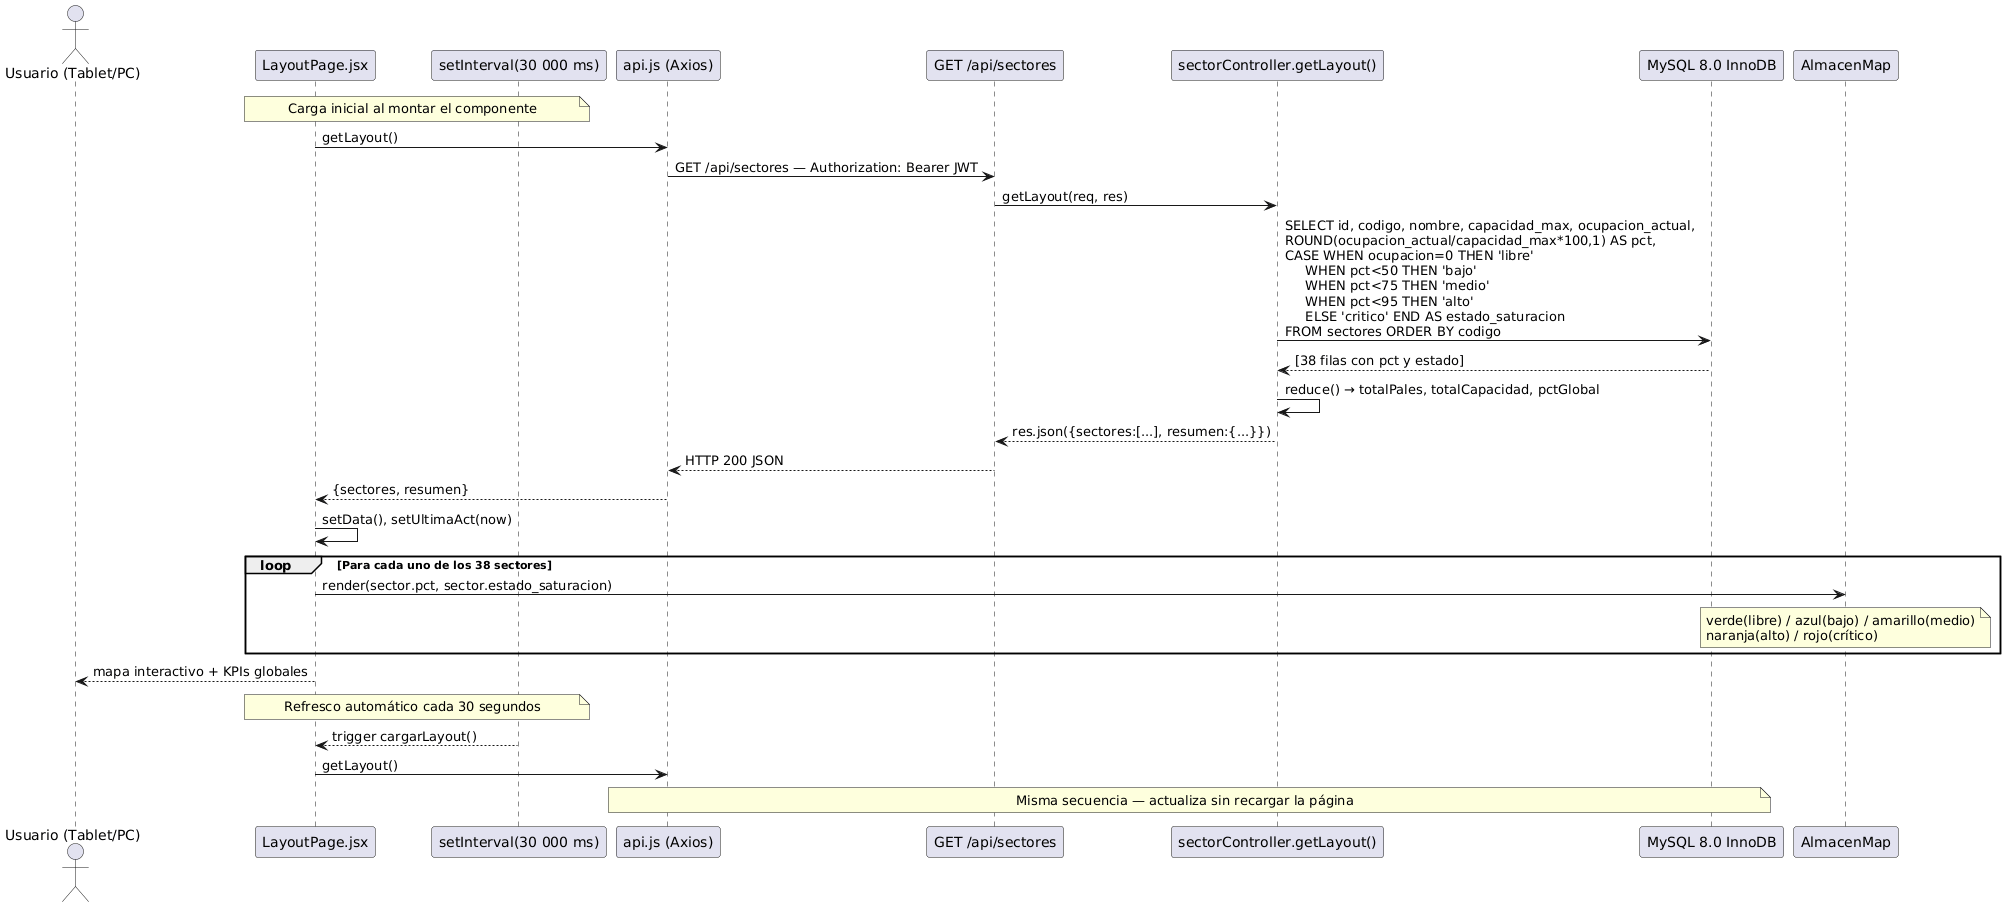 Usuario (Tablet/PC)
LayoutPage.jsx
setInterval(30 000 ms)
api.js (Axios)
GET /api/sectores
sectorController.getLayout()
MySQL 8.0 InnoDB
AlmacenMap
Carga inicial al montar el componente
getLayout()
GET /api/sectores — Authorization: Bearer JWT
getLayout(req, res)
SELECT id, codigo, nombre, capacidad_max, ocupacion_actual,
ROUND(ocupacion_actual/capacidad_max*100,1) AS pct,
CASE WHEN ocupacion=0 THEN 'libre'
WHEN pct<50 THEN 'bajo'
WHEN pct<75 THEN 'medio'
WHEN pct<95 THEN 'alto'
ELSE 'critico' END AS estado_saturacion
FROM sectores ORDER BY codigo
[38 filas con pct y estado]
reduce() → totalPales, totalCapacidad, pctGlobal
res.json({sectores:[...], resumen:{...}})
HTTP 200 JSON
{sectores, resumen}
setData(), setUltimaAct(now)
loop [Para cada uno de los 38 sectores]
render(sector.pct, sector.estado_saturacion)
verde(libre) / azul(bajo) / amarillo(medio)
naranja(alto) / rojo(crítico)
mapa interactivo + KPIs globales
Refresco automático cada 30 segundos
trigger cargarLayout()
getLayout()
Misma secuencia — actualiza sin recargar la página
Usuario (Tablet/PC)
LayoutPage.jsx
setInterval(30 000 ms)
api.js (Axios)
GET /api/sectores
sectorController.getLayout()
MySQL 8.0 InnoDB
AlmacenMap